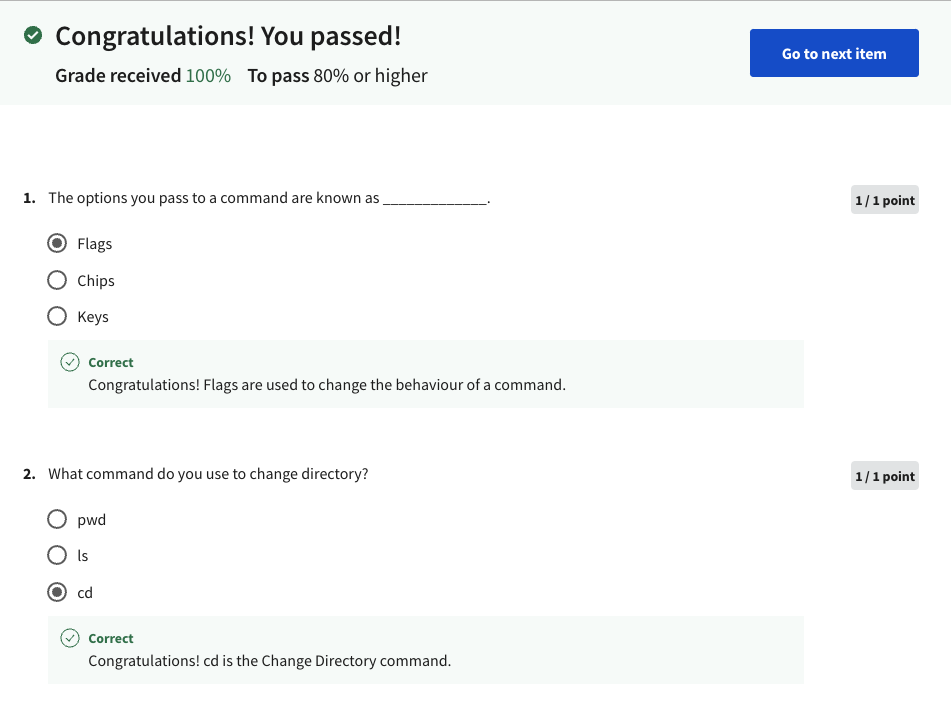 Congratulations! You passed!
Grade received 100% To pass 80% or higher
Go to next item
1. The options you pass to a command are known as _____________.
1 / 1 point
Flags
Chips
Keys
Correct
Congratulations! Flags are used to change the behaviour of a command.
2. What command do you use to change directory?
1 / 1 point
pwd
ls
cd
Correct
Congratulations! cd is the Change Directory command.